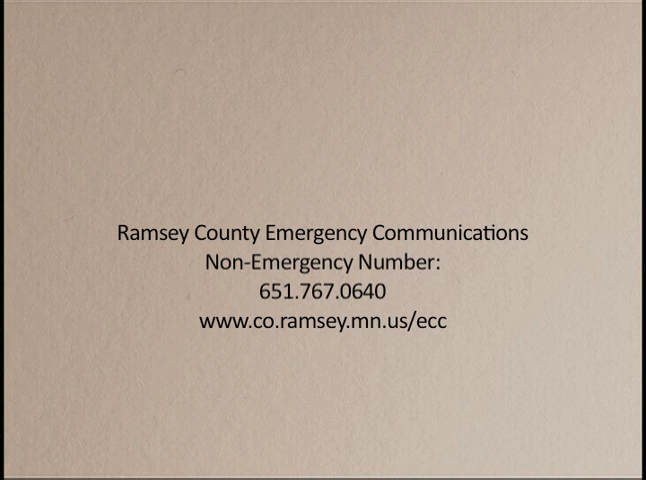 Ramsey County Emergency Communications
Non-Emergency Number:
651.767.0640
www.co.ramsey.mn.us/ecc